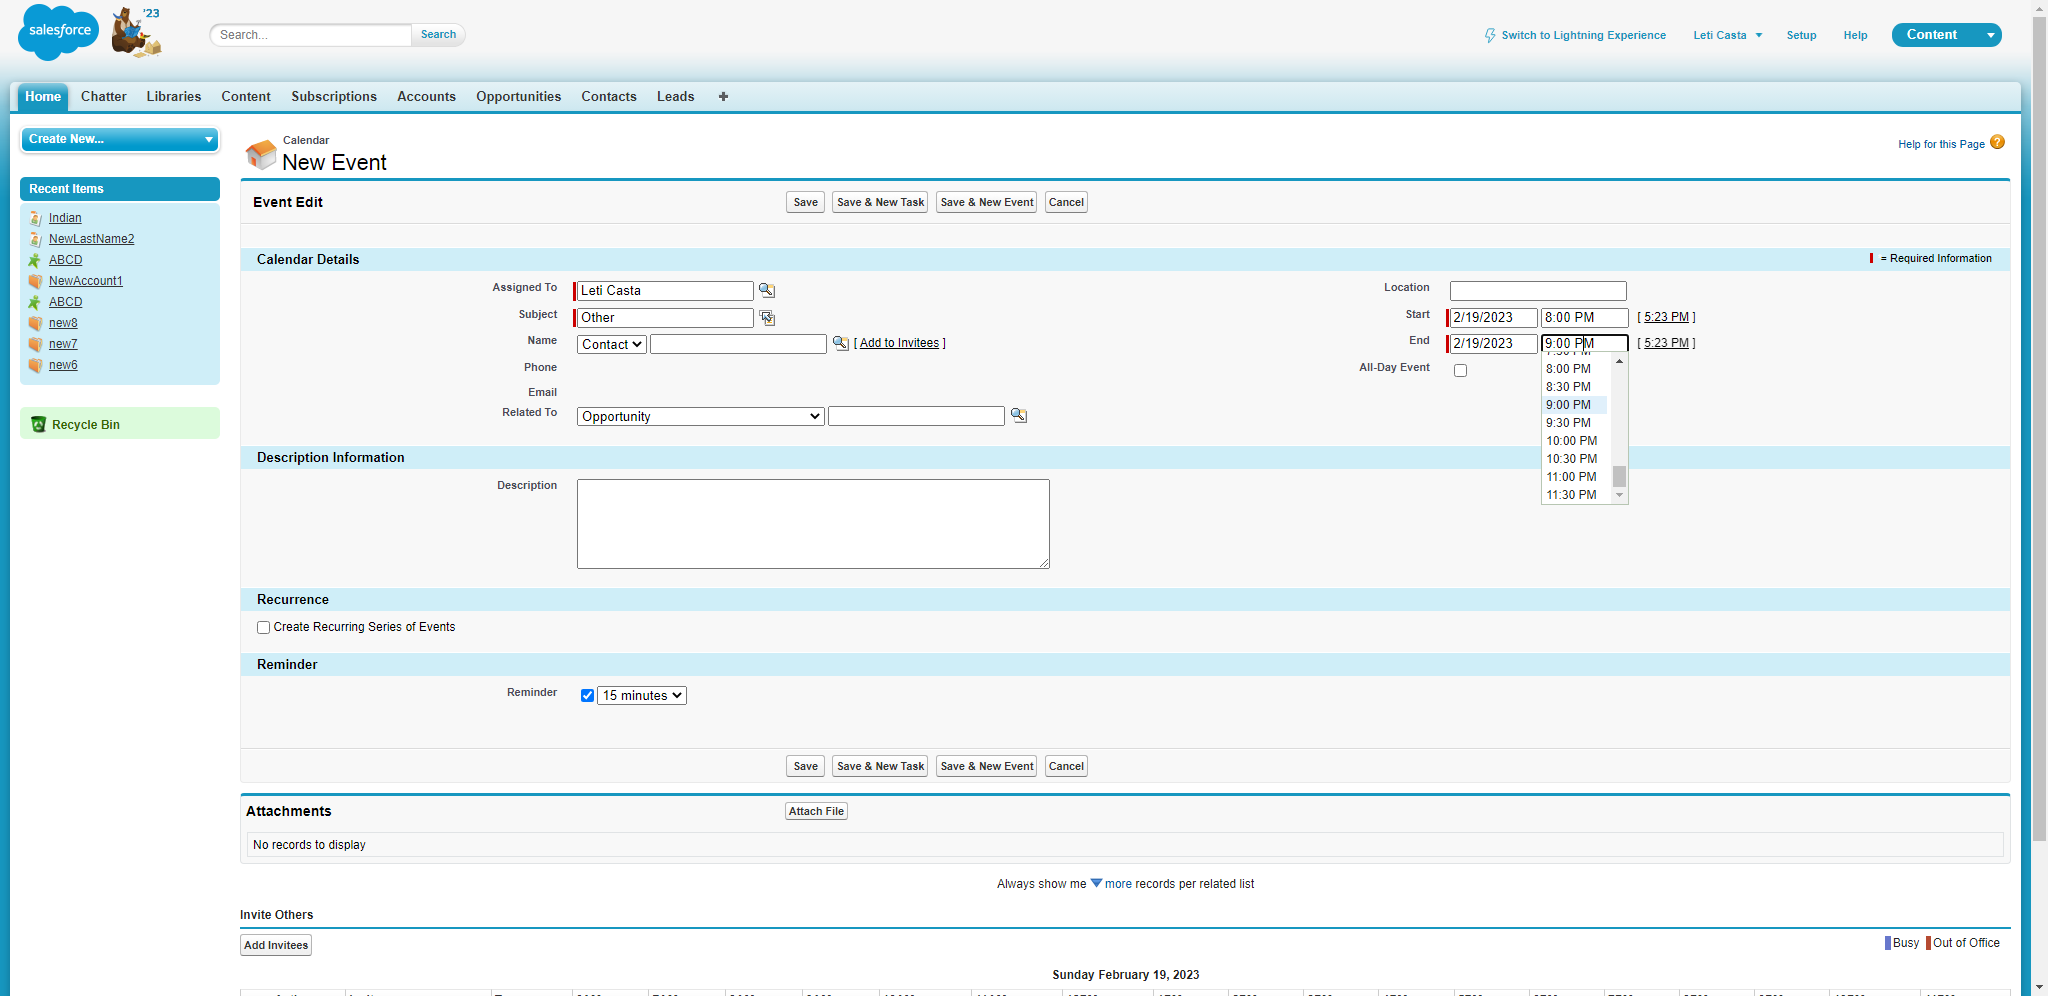 salesforce
'23
Search...
Search
Switch to Lightning Experience
Leti Casta
Setup
Help
Content
Home
Chatter
Libraries
Content
Subscriptions
Accounts
Opportunities
Contacts
Leads
+
Create New...
Recent Items
Indian
NewLastName2
ABCD
NewAccount1
ABCD
new8
new7
new6
Recycle Bin
Calendar
New Event
Help for this Page ?
Event Edit
Save
Save & New Task
Save & New Event
Cancel
Calendar Details
= Required Information
Assigned To
Leti Casta
Subject
Other
Name
Contact
[ Add to Invitees ]
Phone
Email
Related To
Opportunity
Location
Start
2/19/2023
8:00 PM
[ 5:23 PM ]
End
2/19/2023
9:00 PM
[ 5:23 PM ]
All-Day Event
7:30 PM
8:00 PM
8:30 PM
9:00 PM
9:30 PM
10:00 PM
10:30 PM
11:00 PM
11:30 PM
Description Information
Description
Recurrence
Create Recurring Series of Events
Reminder
Reminder
15 minutes
Save
Save & New Task
Save & New Event
Cancel
Attachments
Attach File
No records to display
Always show me more records per related list
Invite Others
Add Invitees
Busy
Out of Office
Sunday February 19, 2023